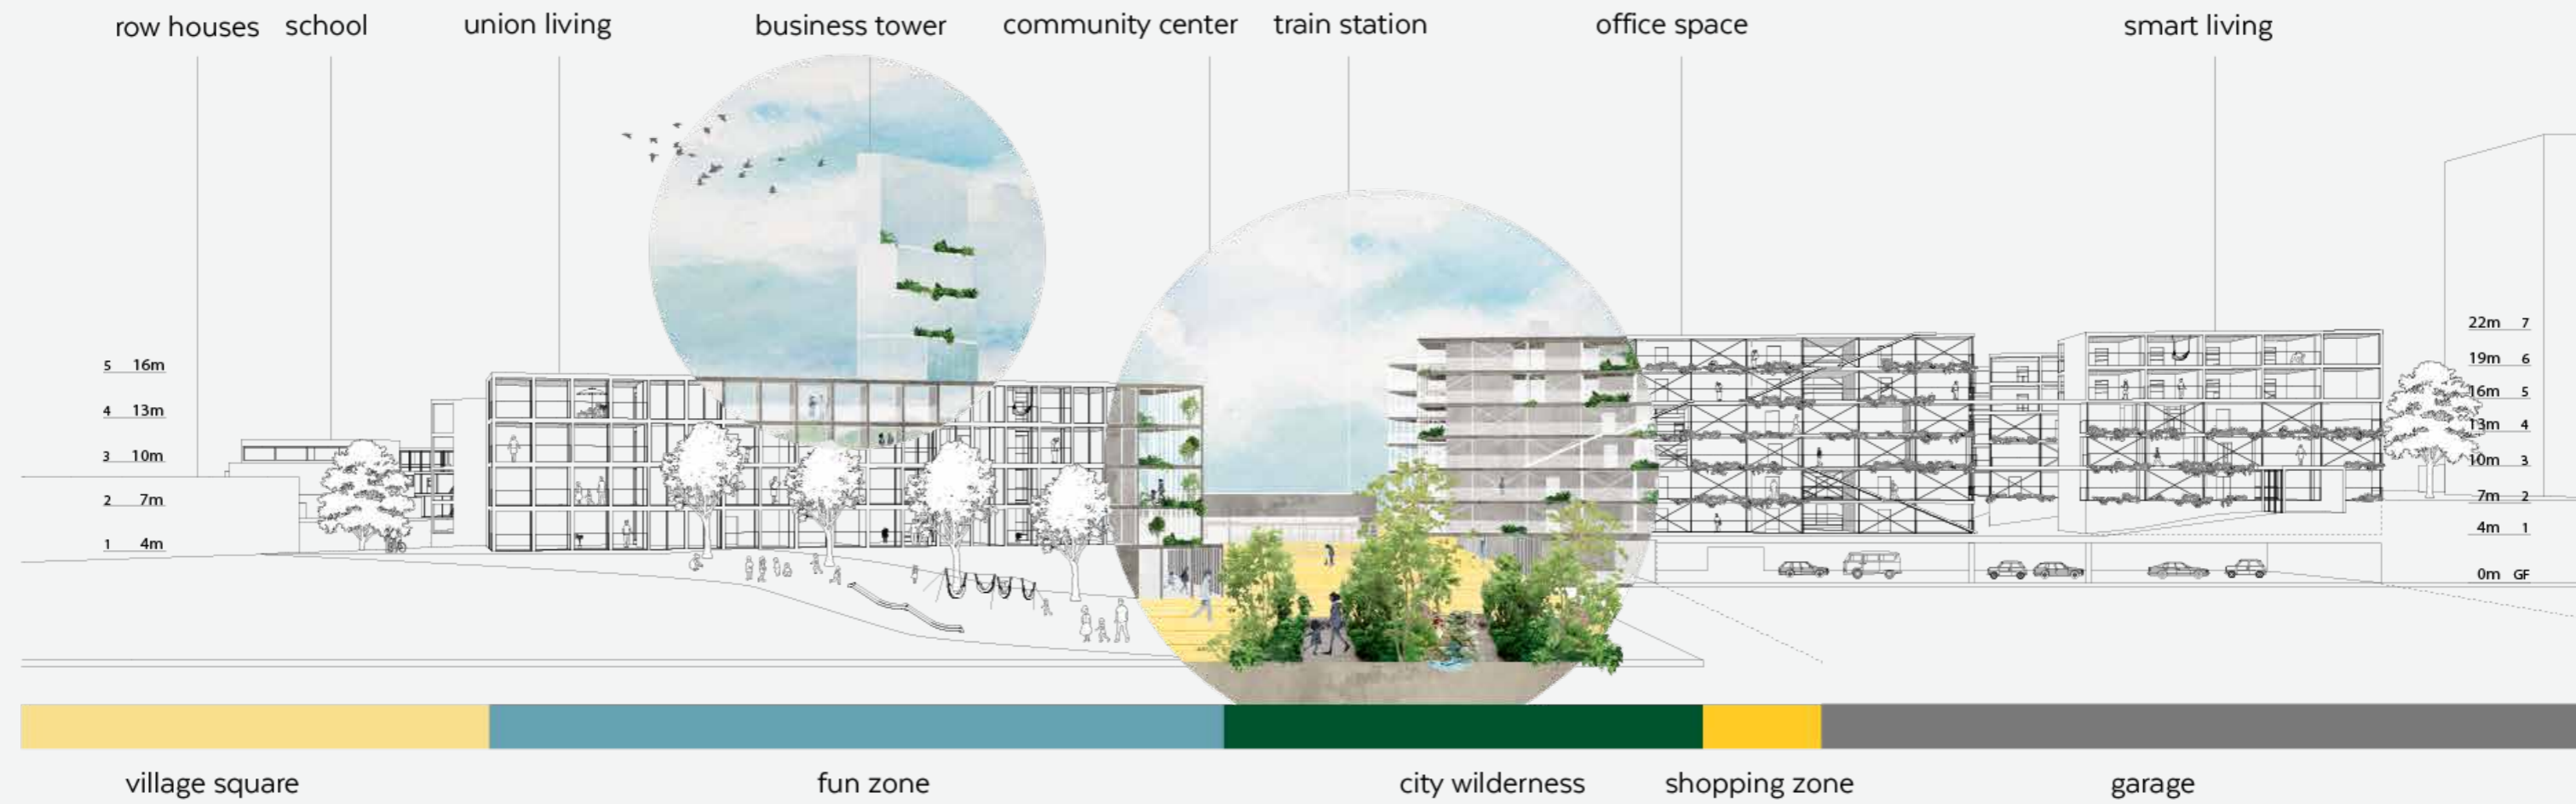 row houses school union living business tower community center train station office space smart living
5 16m
4 13m
3 10m
2 7m
1 4m
22m 7
19m 6
16m 5
13m 4
10m 3
7m 2
4m 1
0m GF
village square fun zone city wilderness shopping zone garage